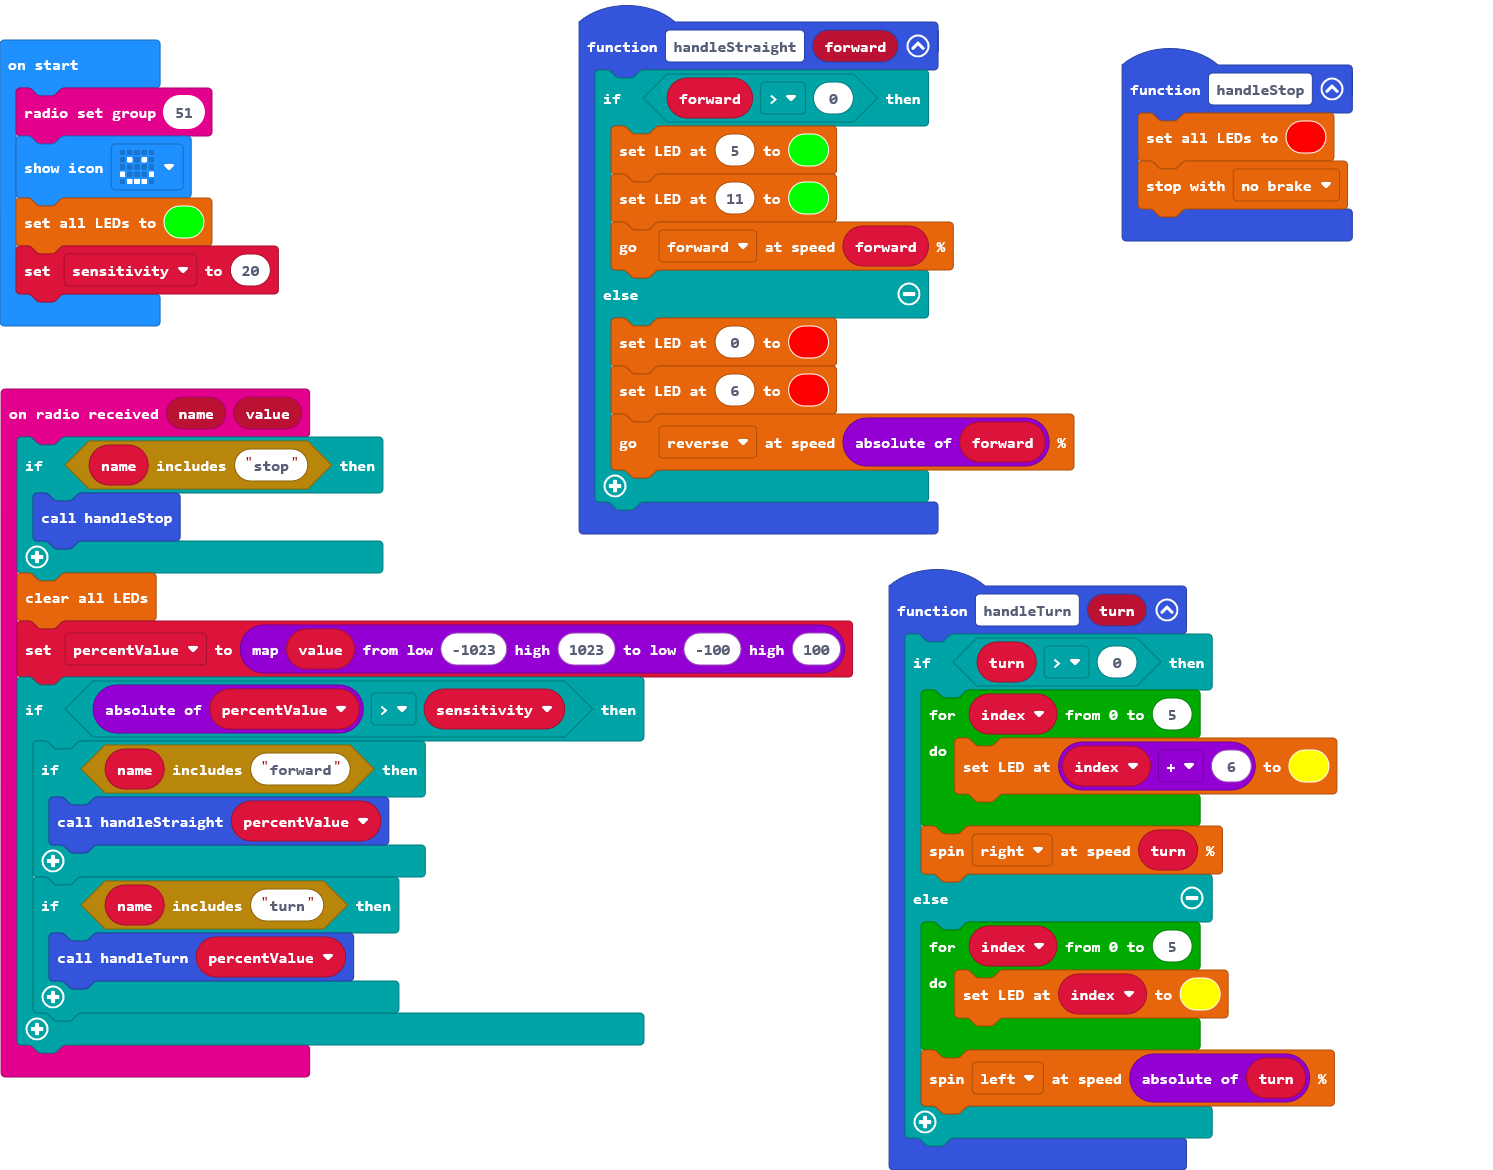 on start
radio set group 51
show icon
set all LEDs to
set sensitivity to 20
on radio received name value
if name includes "stop" then
call handleStop
clear all LEDs
set percentValue to map value from low -1023 high 1023 to low -100 high 100
if absolute of percentValue > sensitivity then
if name includes "forward" then
call handleStraight percentValue
if name includes "turn" then
call handleTurn percentValue
function handleStraight forward
if forward > 0 then
set LED at 5 to
set LED at 11 to
go forward at speed forward %
else
set LED at 0 to
set LED at 6 to
go reverse at speed absolute of forward %
function handleStop
set all LEDs to
stop with no brake
function handleTurn turn
if turn > 0 then
for index from 0 to 5
do
set LED at index + 6 to
spin right at speed turn %
else
for index from 0 to 5
do
set LED at index to
spin left at speed absolute of turn %